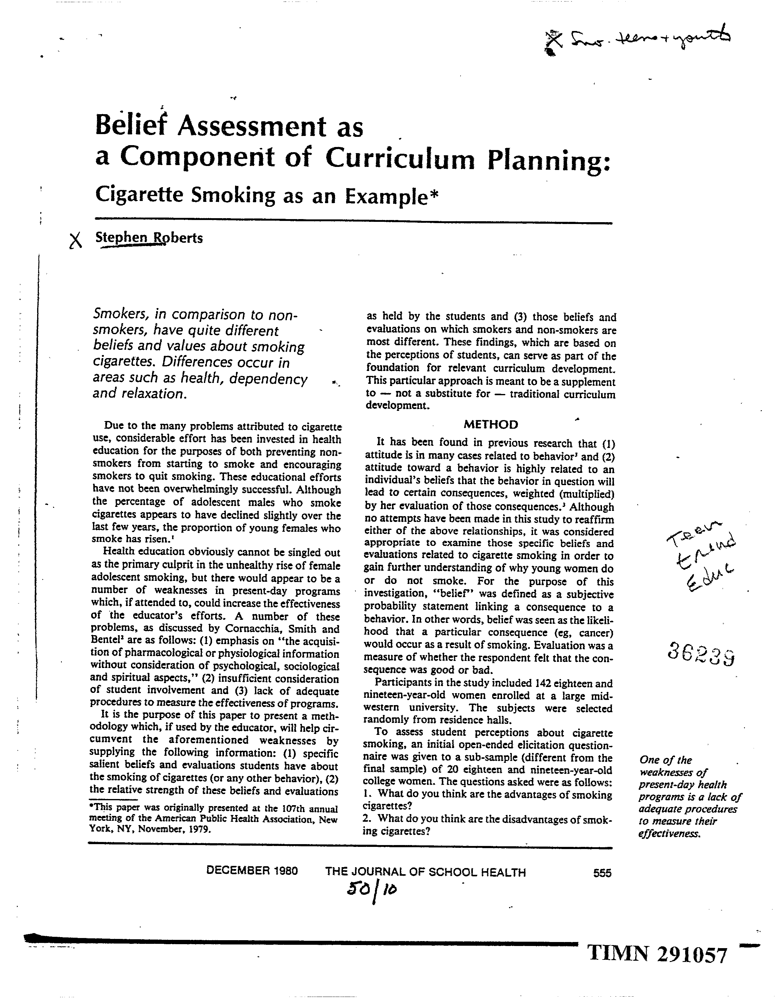 Smo. teens + youth
Belief Assessment as
a Component of Curriculum Planning:
Cigarette Smoking as an Example*
X Stephen Roberts
Smokers, in comparison to non-
smokers, have quite different
beliefs and values about smoking
cigarettes. Differences occur in
areas such as health, dependency
and relaxation.
Due to the many problems attributed to cigarette
use, considerable effort has been invested in health
education for the purposes of both preventing non-
smokers from starting to smoke and encouraging
smokers to quit smoking. These educational efforts
have not been overwhelmingly successful. Although
the percentage of adolescent males who smoke
cigarettes appears to have declined slightly over the
last few years, the proportion of young females who
smoke has risen.¹
Health education obviously cannot be singled out
as the primary culprit in the unhealthy rise of female
adolescent smoking, but there would appear to be a
number of weaknesses in present-day programs
which, if attended to, could increase the effectiveness
of the educator's efforts. A number of these
problems, as discussed by Cornacchia, Smith and
Bentel² are as follows: (1) emphasis on "the acquisi-
tion of pharmacological or physiological information
without consideration of psychological, sociological
and spiritual aspects," (2) insufficient consideration
of student involvement and (3) lack of adequate
procedures to measure the effectiveness of programs.
It is the purpose of this paper to present a meth-
odology which, if used by the educator, will help cir-
cumvent the aforementioned weaknesses by
supplying the following information: (1) specific
salient beliefs and evaluations students have about
the smoking of cigarettes (or any other behavior), (2)
the relative strength of these beliefs and evaluations
*This paper was originally presented at the 107th annual
meeting of the American Public Health Association, New
York, NY, November, 1979.
as held by the students and (3) those beliefs and
evaluations on which smokers and non-smokers are
most different. These findings, which are based on
the perceptions of students, can serve as part of the
foundation for relevant curriculum development.
This particular approach is meant to be a supplement
to — not a substitute for — traditional curriculum
development.
METHOD
It has been found in previous research that (1)
attitude is in many cases related to behavior³ and (2)
attitude toward a behavior is highly related to an
individual's beliefs that the behavior in question will
lead to certain consequences, weighted (multiplied)
by her evaluation of those consequences.³ Although
no attempts have been made in this study to reaffirm
either of the above relationships, it was considered
appropriate to examine those specific beliefs and
evaluations related to cigarette smoking in order to
gain further understanding of why young women do
or do not smoke. For the purpose of this
investigation, "belief" was defined as a subjective
probability statement linking a consequence to a
behavior. In other words, belief was seen as the likeli-
hood that a particular consequence (eg, cancer)
would occur as a result of smoking. Evaluation was a
measure of whether the respondent felt that the con-
sequence was good or bad.
Participants in the study included 142 eighteen and
nineteen-year-old women enrolled at a large mid-
western university. The subjects were selected
randomly from residence halls.
To assess student perceptions about cigarette
smoking, an initial open-ended elicitation question-
naire was given to a sub-sample (different from the
final sample) of 20 eighteen and nineteen-year-old
college women. The questions asked were as follows:
1. What do you think are the advantages of smoking
cigarettes?
2. What do you think are the disadvantages of smok-
ing cigarettes?
Teen
trend
Educ
36239
One of the
weaknesses of
present-day health
programs is a lack of
adequate procedures
to measure their
effectiveness.
DECEMBER 1980 THE JOURNAL OF SCHOOL HEALTH 555
50/10
TIMN 291057